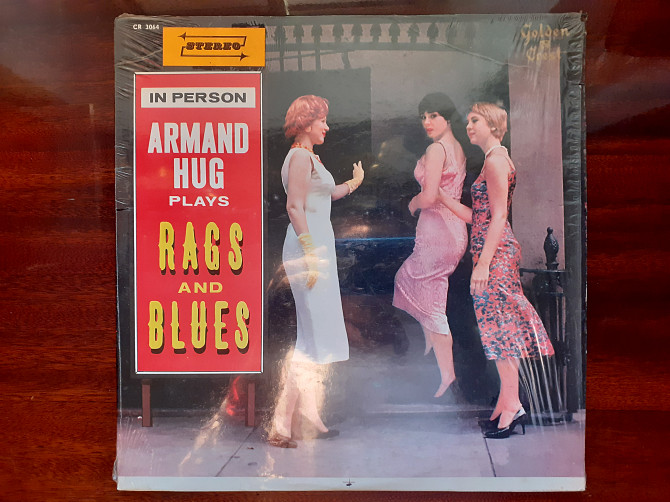 CR 3064
STEREO
Golden
Crest
IN PERSON
ARMAND
HUG
PLAYS
RAGS
AND
BLUES